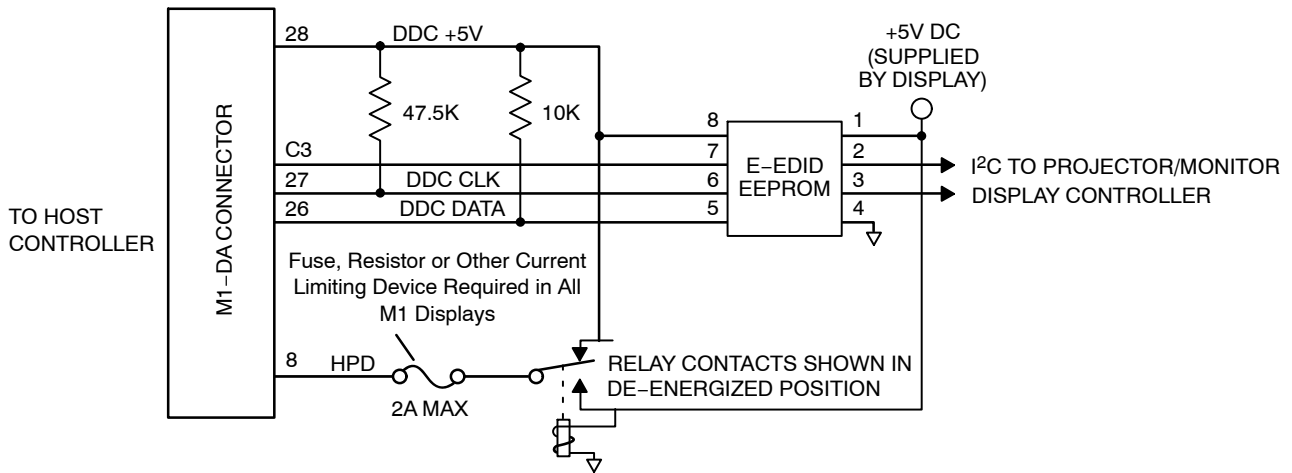 28
DDC +5V
+5V DC
(SUPPLIED
BY DISPLAY)
M1−DA CONNECTOR
47.5K
10K
8
1
C3
7
E−EDID
EEPROM
2
I²C TO PROJECTOR/MONITOR
27
DDC CLK
6
3
DISPLAY CONTROLLER
26
DDC DATA
5
4
TO HOST
CONTROLLER
Fuse, Resistor or Other Current
Limiting Device Required in All
M1 Displays
8
HPD
2A MAX
RELAY CONTACTS SHOWN IN
DE−ENERGIZED POSITION